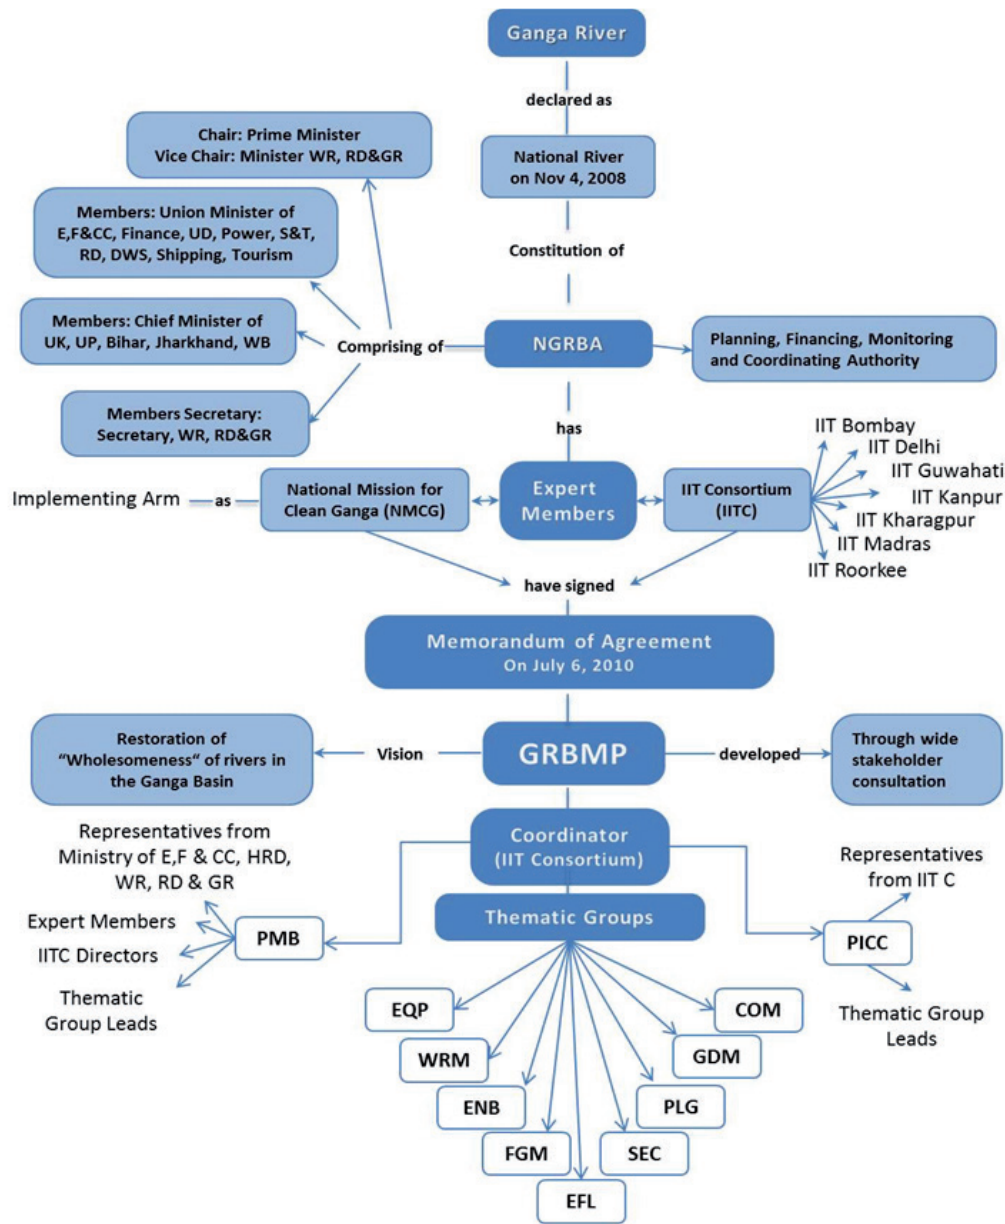 Ganga River
declared as
Chair: Prime Minister
Vice Chair: Minister WR, RD&GR
National River
on Nov 4, 2008
Members: Union Minister of
E,F&CC, Finance, UD, Power, S&T,
RD, DWS, Shipping, Tourism
Constitution of
Members: Chief Minister of
UK, UP, Bihar, Jharkhand, WB
Comprising of
NGRBA
Planning, Financing, Monitoring
and Coordinating Authority
Members Secretary:
Secretary, WR, RD&GR
has
Implementing Arm
as
National Mission for
Clean Ganga (NMCG)
Expert
Members
IIT Consortium
(IITC)
IIT Bombay
IIT Delhi
IIT Guwahati
IIT Kanpur
IIT Kharagpur
IIT Madras
IIT Roorkee
have signed
Memorandum of Agreement
On July 6, 2010
Restoration of
"Wholesomeness“ of rivers in
the Ganga Basin
Vision
GRBMP
developed
Through wide
stakeholder
consultation
Coordinator
(IIT Consortium)
Representatives from
Ministry of E,F & CC, HRD,
WR, RD & GR
Expert Members
IITC Directors
Thematic
Group Leads
PMB
Thematic Groups
Representatives
from IIT C
PICC
Thematic Group
Leads
EQP
WRM
ENB
FGM
EFL
SEC
PLG
GDM
COM